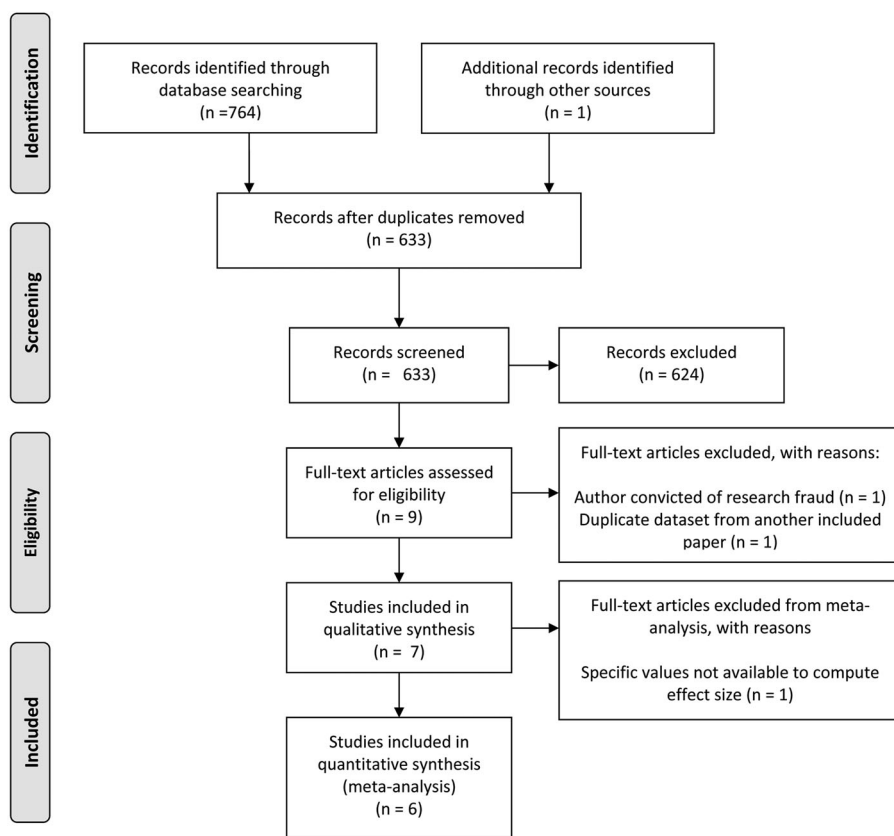 Identification
Records identified through
database searching
(n =764)
Additional records identified
through other sources
(n = 1)
Records after duplicates removed
(n = 633)
Screening
Records screened
(n = 633)
Records excluded
(n = 624)
Eligibility
Full-text articles assessed
for eligibility
(n = 9)
Full-text articles excluded, with reasons:
Author convicted of research fraud (n = 1)
Duplicate dataset from another included
paper (n = 1)
Studies included in
qualitative synthesis
(n = 7)
Full-text articles excluded from meta-
analysis, with reasons
Specific values not available to compute
effect size (n = 1)
Included
Studies included in
quantitative synthesis
(meta-analysis)
(n = 6)